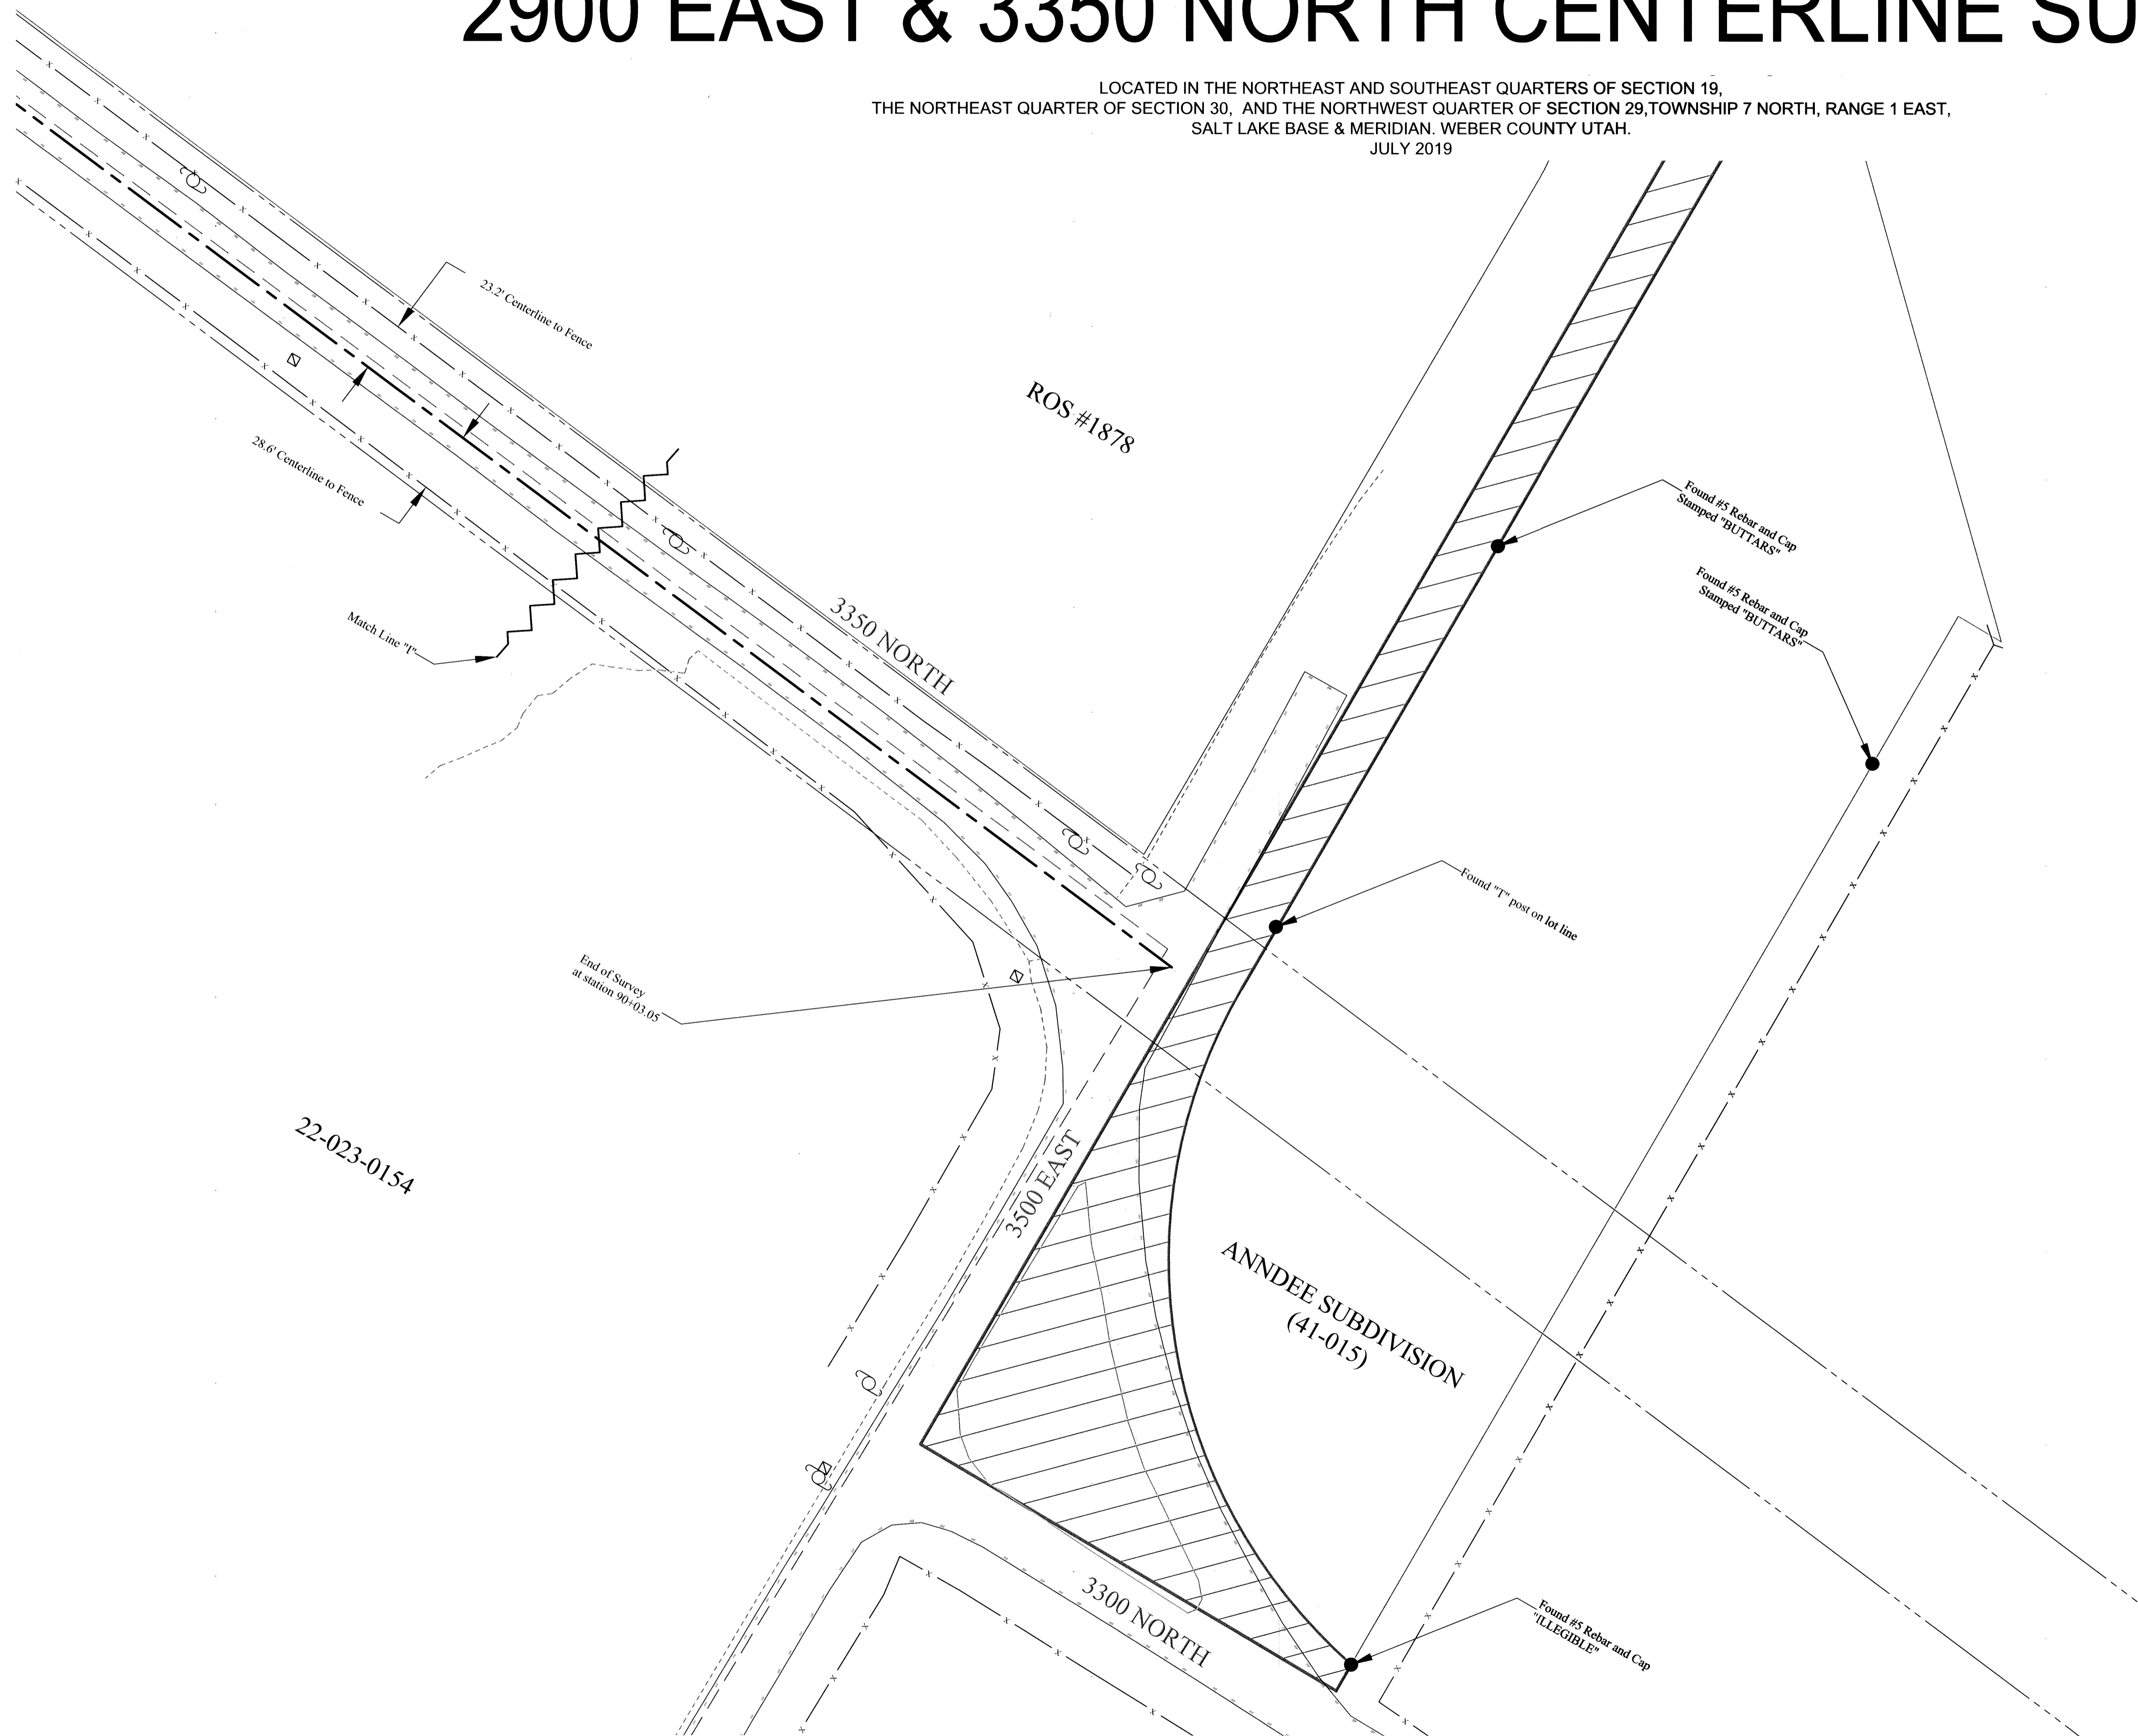 2900 EAST & 3350 NORTH CENTERLINE SU
LOCATED IN THE NORTHEAST AND SOUTHEAST QUARTERS OF SECTION 19,
THE NORTHEAST QUARTER OF SECTION 30, AND THE NORTHWEST QUARTER OF SECTION 29,TOWNSHIP 7 NORTH, RANGE 1 EAST,
SALT LAKE BASE & MERIDIAN. WEBER COUNTY UTAH.
JULY 2019
23.2' Centerline to Fence
ROS #1878
28.6' Centerline to Fence
Found #5 Rebar and Cap
Stamped "BUTTARS"
Found #5 Rebar and Cap
Stamped "BUTTARS"
Match Line "I"
3350 NORTH
Found "T" post on lot line
End of Survey
at station 90+03.05
22-023-0154
3500 EAST
ANNDEE SUBDIVISION
(41-015)
3300 NORTH
Found #5 Rebar and Cap
"ILLEGIBLE"